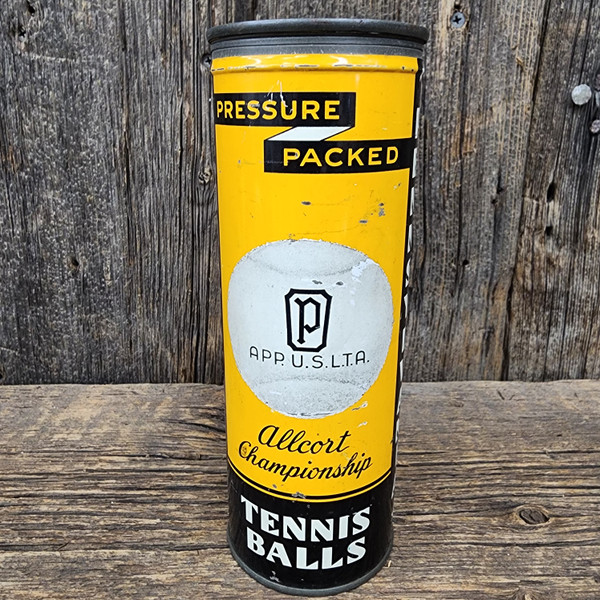 PRESSURE
PACKED
P
APP. U.S.L.T.A.
Allcort
Championship
TENNIS
BALLS